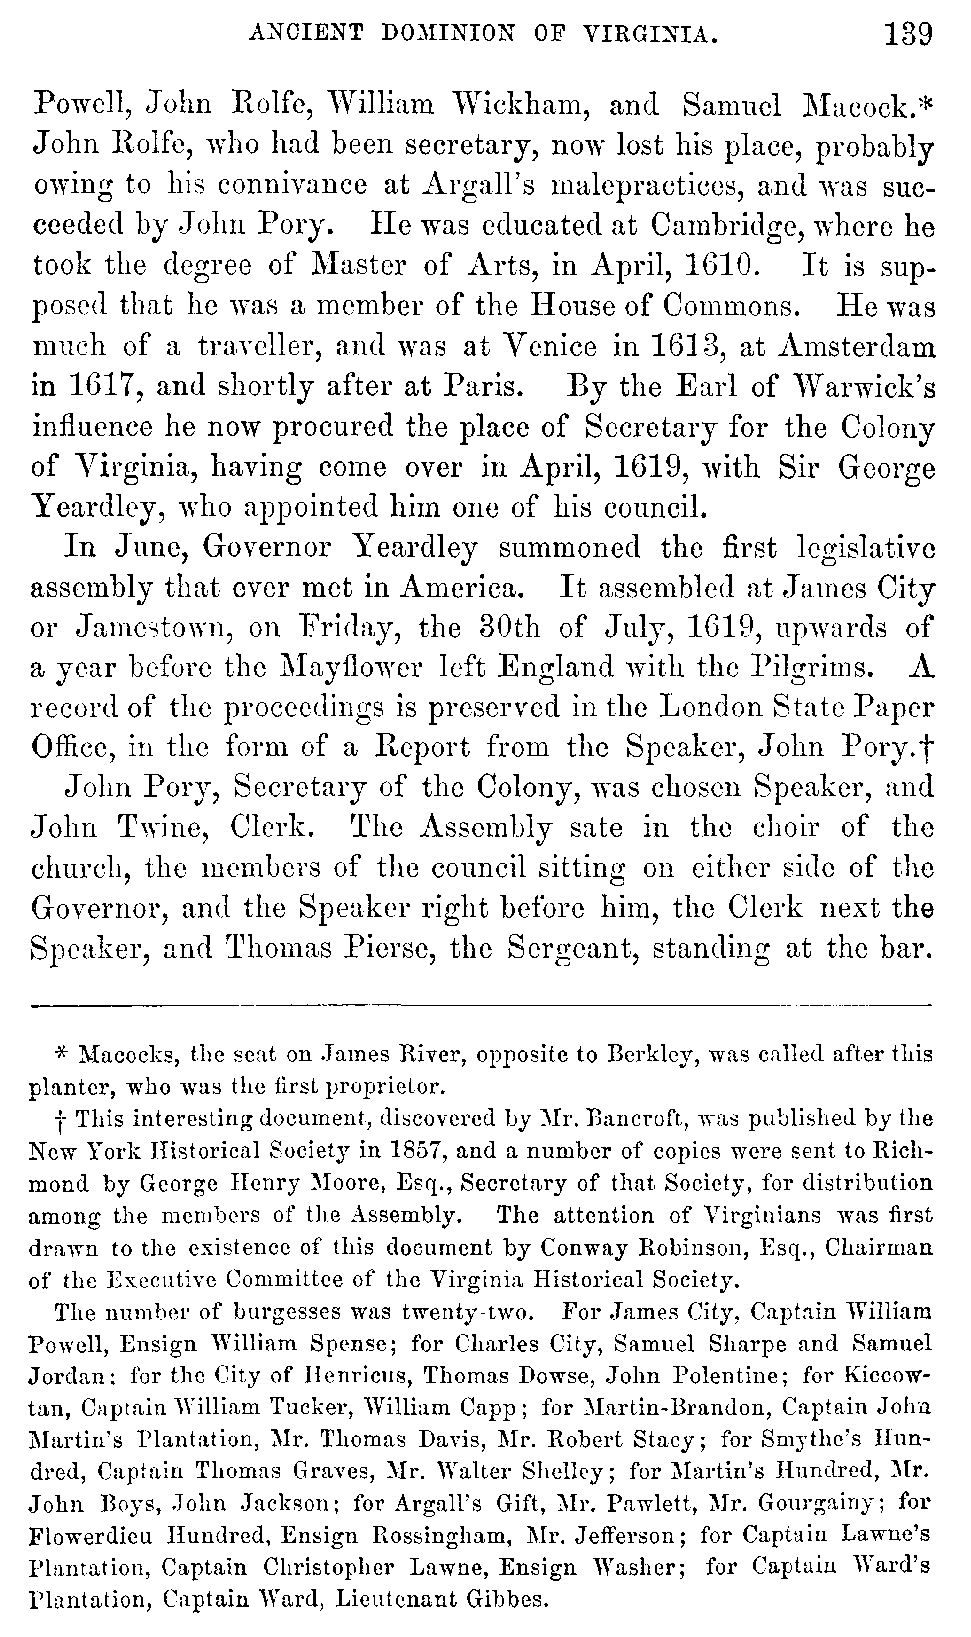 ANCIENT DOMINION OF VIRGINIA. 139
Powell, John Rolfe, William Wickham, and Samuel Macock.*
John Rolfe, who had been secretary, now lost his place, probably
owing to his connivance at Argall's malepractices, and was suc-
ceeded by John Pory. He was educated at Cambridge, where he
took the degree of Master of Arts, in April, 1610. It is sup-
posed that he was a member of the House of Commons. He was
much of a traveller, and was at Venice in 1613, at Amsterdam
in 1617, and shortly after at Paris. By the Earl of Warwick's
influence he now procured the place of Secretary for the Colony
of Virginia, having come over in April, 1619, with Sir George
Yeardley, who appointed him one of his council.
In June, Governor Yeardley summoned the first legislative
assembly that ever met in America. It assembled at James City
or Jamestown, on Friday, the 30th of July, 1619, upwards of
a year before the Mayflower left England with the Pilgrims. A
record of the proceedings is preserved in the London State Paper
Office, in the form of a Report from the Speaker, John Pory.†
John Pory, Secretary of the Colony, was chosen Speaker, and
John Twine, Clerk. The Assembly sate in the choir of the
church, the members of the council sitting on either side of the
Governor, and the Speaker right before him, the Clerk next the
Speaker, and Thomas Pierse, the Sergeant, standing at the bar.
* Macocks, the seat on James River, opposite to Berkley, was called after this
planter, who was the first proprietor.
† This interesting document, discovered by Mr. Bancroft, was published by the
New York Historical Society in 1857, and a number of copies were sent to Rich-
mond by George Henry Moore, Esq., Secretary of that Society, for distribution
among the members of the Assembly. The attention of Virginians was first
drawn to the existence of this document by Conway Robinson, Esq., Chairman
of the Executive Committee of the Virginia Historical Society.
The number of burgesses was twenty-two. For James City, Captain William
Powell, Ensign William Spense; for Charles City, Samuel Sharpe and Samuel
Jordan; for the City of Henricus, Thomas Dowse, John Polentine; for Kiccow-
tan, Captain William Tucker, William Capp; for Martin-Brandon, Captain John
Martin's Plantation, Mr. Thomas Davis, Mr. Robert Stacy; for Smythe's Hun-
dred, Captain Thomas Graves, Mr. Walter Shelley; for Martin's Hundred, Mr.
John Boys, John Jackson; for Argall's Gift, Mr. Pawlett, Mr. Gourgainy; for
Flowerdieu Hundred, Ensign Rossingham, Mr. Jefferson; for Captain Lawne's
Plantation, Captain Christopher Lawne, Ensign Washer; for Captain Ward's
Plantation, Captain Ward, Lieutenant Gibbes.